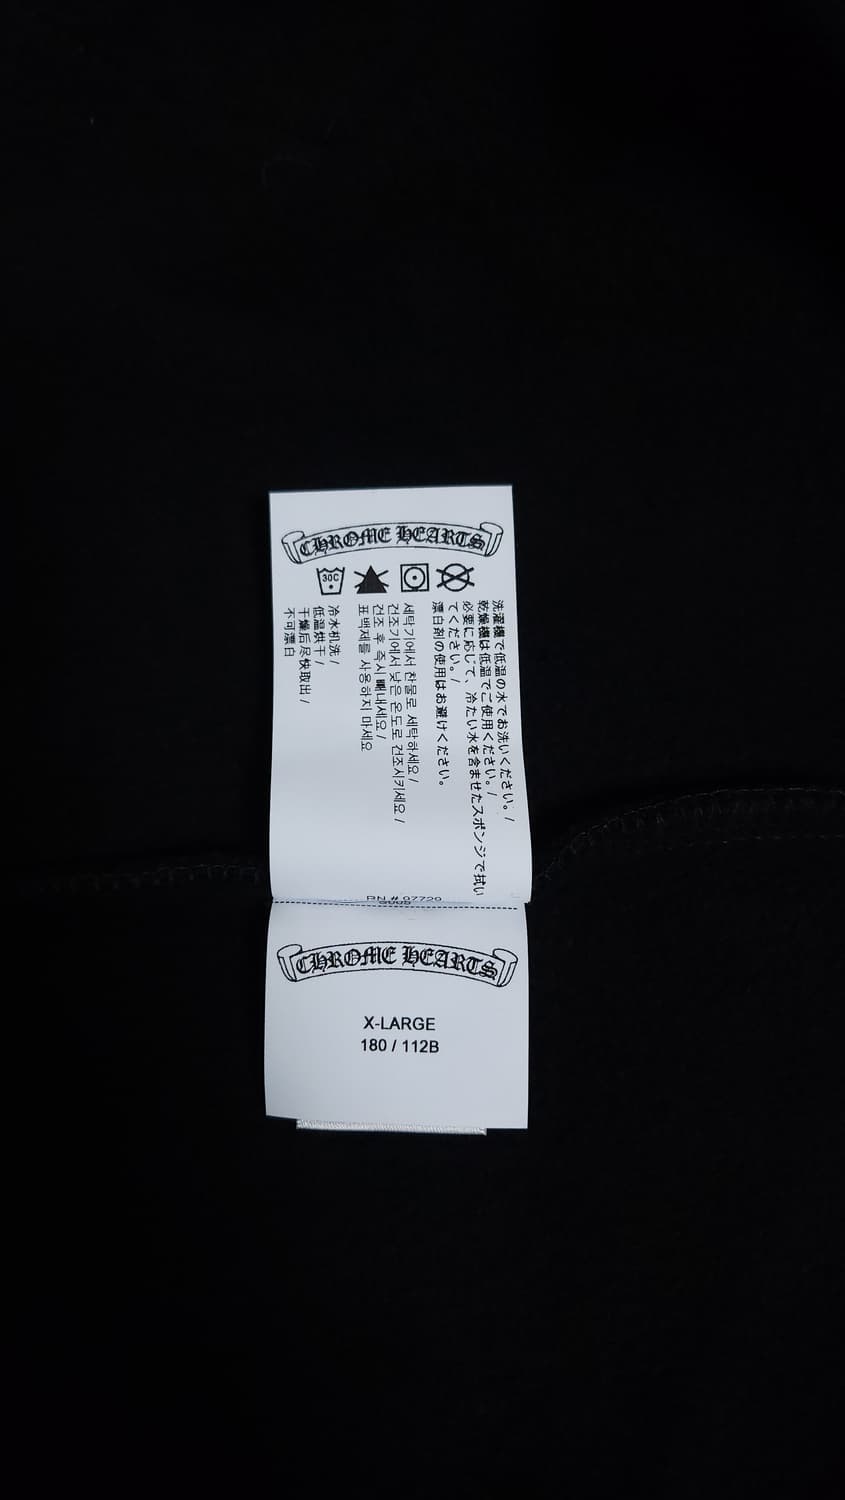 CHROME HEARTS
30C
洗濯機で低温の水でお洗いください。/
乾燥機は低温でご使用ください。/
必要に応じて、冷たい水を含ませたスポンジで拭い
てください。/
漂白剤の使用はお避けください。
세탁기에서 찬물로 세탁하세요/
건조기에서 낮은 온도로 건조시키세요 /
건조 후 즉시 빼내세요/
표백제를 사용하지 마세요
冷水机洗 /
低温烘干 /
干燥后尽快取出 /
不可漂白
CHROME HEARTS
X-LARGE
180 / 112B